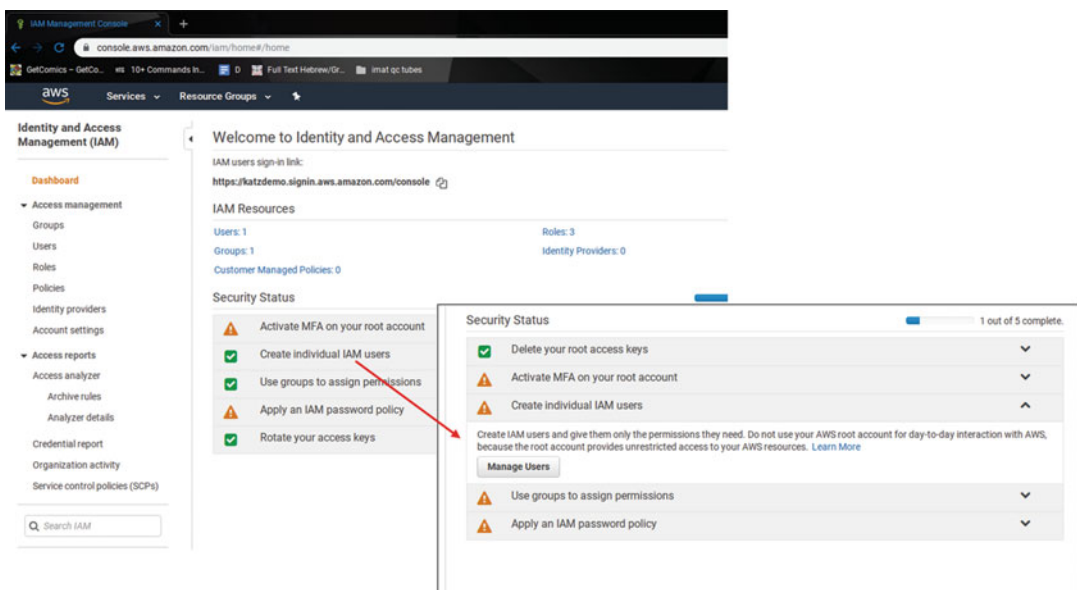 IAM Management Console
console.aws.amazon.com/iam/home#/home
GetComics – GetCo... 10+ Commands In... D Full Text Hebrew/Gr... imat qc tubes
aws Services Resource Groups
Identity and Access Management (IAM)
Dashboard
Access management
Groups
Users
Roles
Policies
Identity providers
Account settings
Access reports
Access analyzer
Archive rules
Analyzer details
Credential report
Organization activity
Service control policies (SCPs)
Search IAM
Welcome to Identity and Access Management
IAM users sign-in link:
https://katzdemo.signin.aws.amazon.com/console
IAM Resources
Users: 1 Roles: 3
Groups: 1 Identity Providers: 0
Customer Managed Policies: 0
Security Status
Activate MFA on your root account
Create individual IAM users
Use groups to assign permissions
Apply an IAM password policy
Rotate your access keys
Security Status 1 out of 5 complete.
Delete your root access keys
Activate MFA on your root account
Create individual IAM users
Create IAM users and give them only the permissions they need. Do not use your AWS root account for day-to-day interaction with AWS,
because the root account provides unrestricted access to your AWS resources. Learn More
Manage Users
Use groups to assign permissions
Apply an IAM password policy